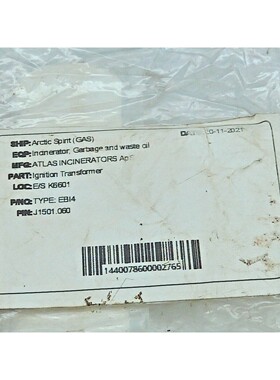 SHIP: Arctic Spirit (GAS)
EQP: Incinerator, Garbage and waste oil
MFG: ATLAS INCINERATORS ApS
PART: Ignition Transformer
LOC: E/S K6601
P/NO: TYPE: EBI4
PIN: J1501.060
1440078600002765